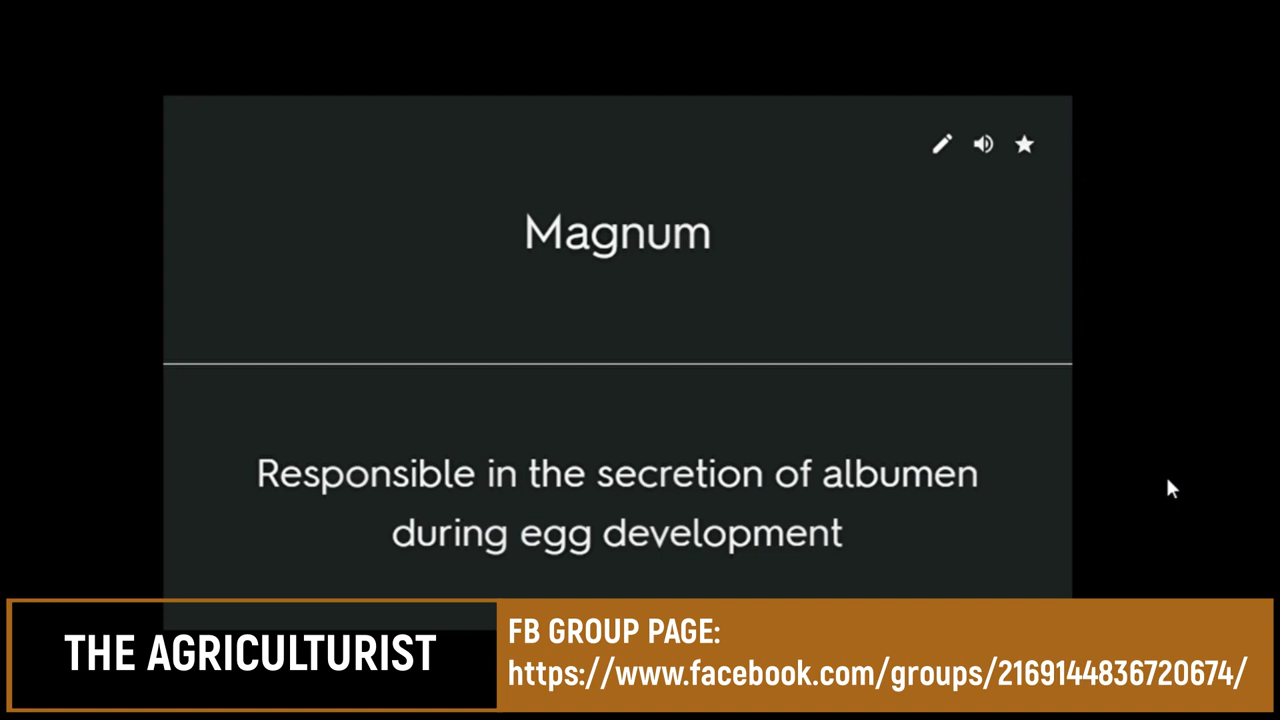 Magnum
Responsible in the secretion of albumen
during egg development
THE AGRICULTURIST
FB GROUP PAGE:
https://www.facebook.com/groups/2169144836720674/